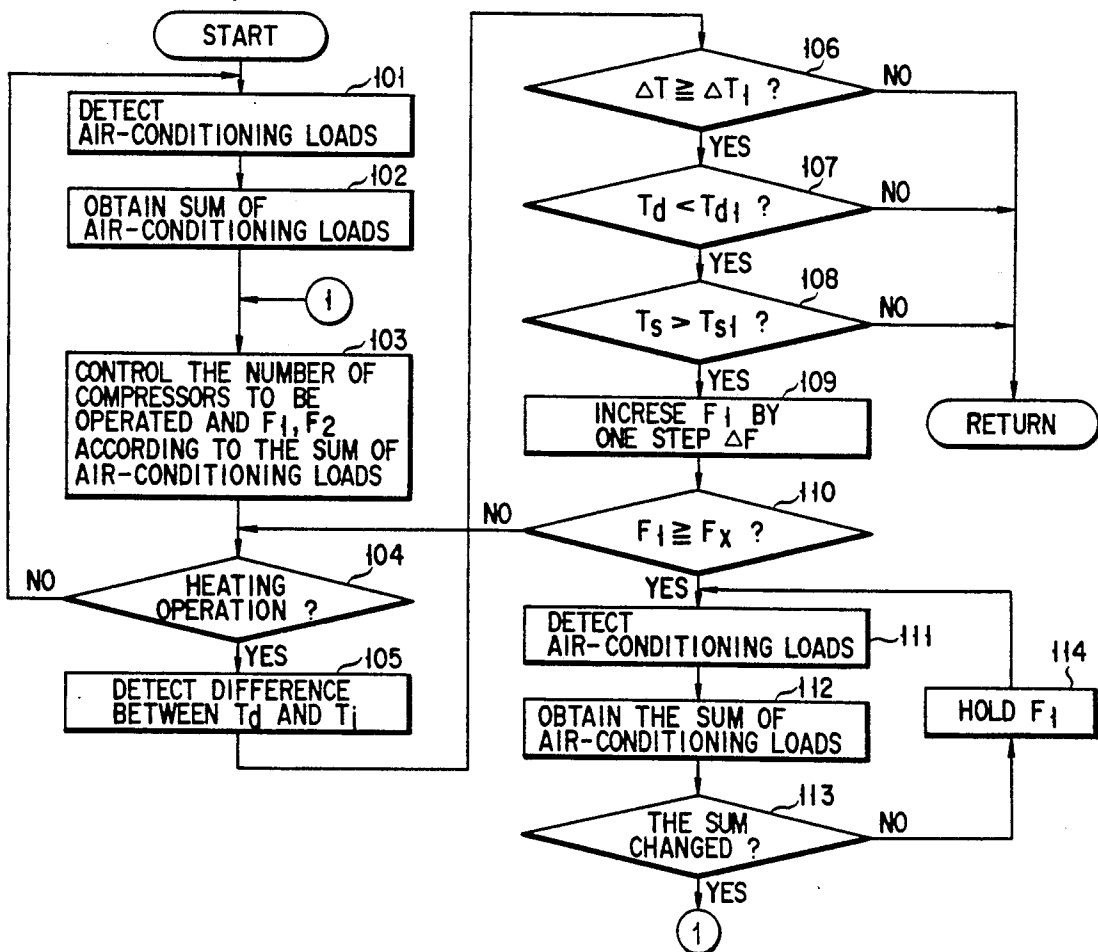 START
101
DETECT
AIR-CONDITIONING LOADS
102
OBTAIN SUM OF
AIR-CONDITIONING LOADS
1
103
CONTROL THE NUMBER OF
COMPRESSORS TO BE
OPERATED AND F1, F2
ACCORDING TO THE SUM OF
AIR-CONDITIONING LOADS
104
NO
HEATING
OPERATION ?
YES
105
DETECT DIFFERENCE
BETWEEN Td AND Ti
106
ΔT ≧ ΔT1 ?
NO
YES
107
Td < Td1 ?
NO
YES
108
Ts > Ts1 ?
NO
YES
109
INCRESE F1 BY
ONE STEP ΔF
RETURN
110
NO
F1 ≧ FX ?
YES
DETECT
AIR-CONDITIONING LOADS
111
112
OBTAIN THE SUM OF
AIR-CONDITIONING LOADS
114
HOLD F1
113
THE SUM
CHANGED ?
NO
YES
1